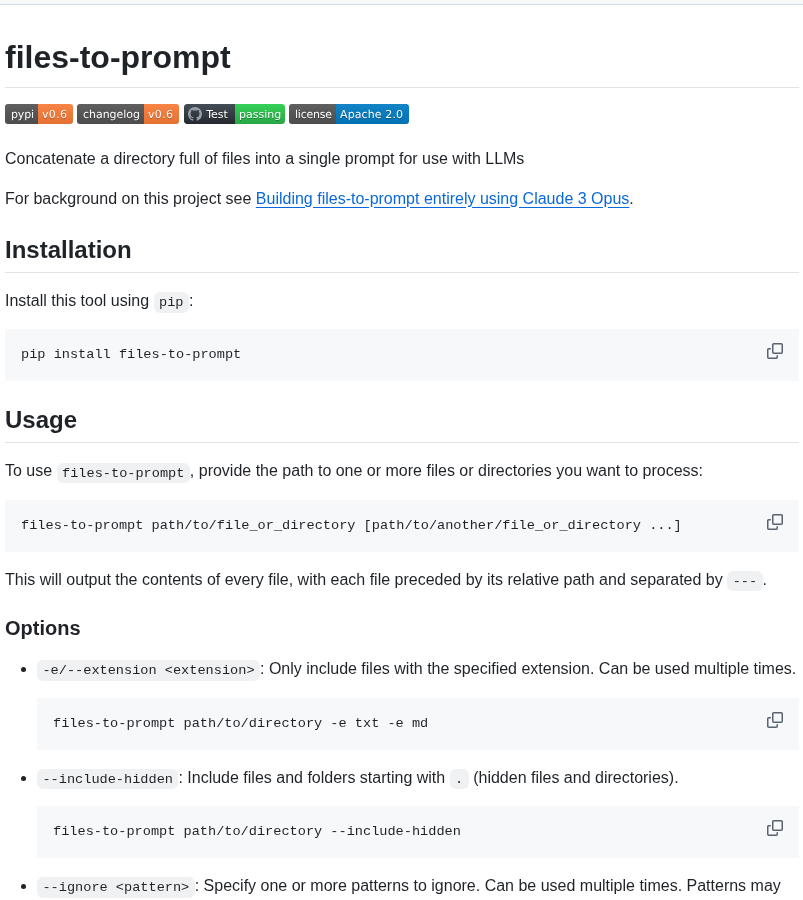 files-to-prompt
pypi v0.6 changelog v0.6 Test passing license Apache 2.0
Concatenate a directory full of files into a single prompt for use with LLMs
For background on this project see Building files-to-prompt entirely using Claude 3 Opus.
Installation
Install this tool using pip:
pip install files-to-prompt
Usage
To use files-to-prompt, provide the path to one or more files or directories you want to process:
files-to-prompt path/to/file_or_directory [path/to/another/file_or_directory ...]
This will output the contents of every file, with each file preceded by its relative path and separated by ---.
Options
• -e/--extension <extension>: Only include files with the specified extension. Can be used multiple times.
files-to-prompt path/to/directory -e txt -e md
• --include-hidden: Include files and folders starting with . (hidden files and directories).
files-to-prompt path/to/directory --include-hidden
• --ignore <pattern>: Specify one or more patterns to ignore. Can be used multiple times. Patterns may